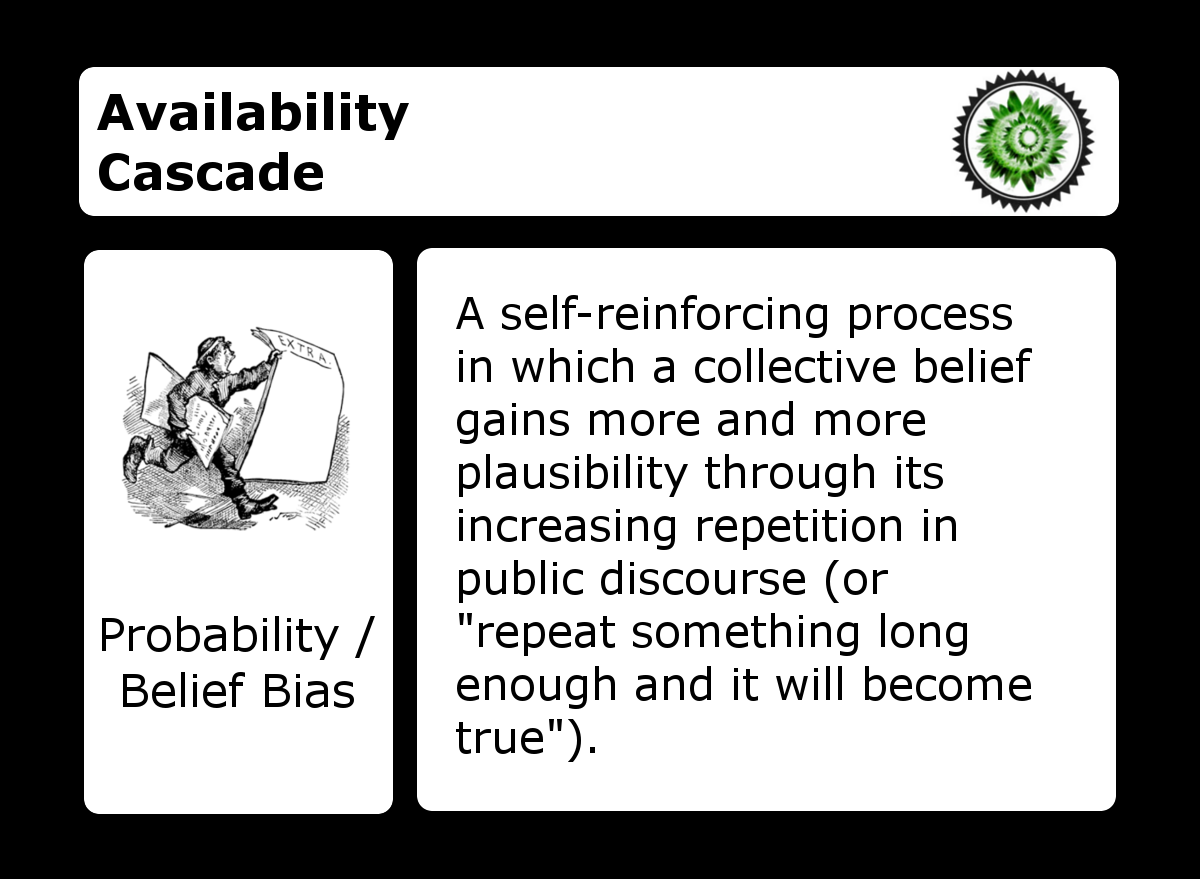 Availability
Cascade
EXTRA.
Probability /
Belief Bias
A self-reinforcing process
in which a collective belief
gains more and more
plausibility through its
increasing repetition in
public discourse (or
"repeat something long
enough and it will become
true").